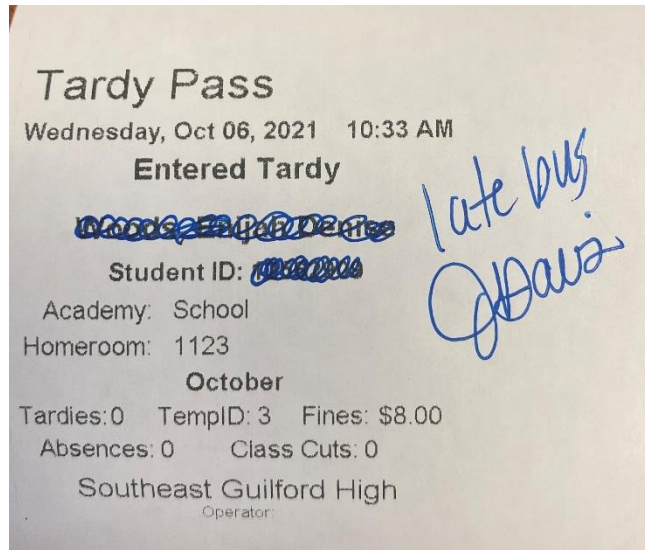 Tardy Pass
Wednesday, Oct 06, 2021 10:33 AM
Entered Tardy
Student ID:
Academy: School
Homeroom: 1123
October
Tardies:0 TempID: 3 Fines: $8.00
Absences: 0 Class Cuts: 0
Southeast Guilford High
Operator:
late bus
JDavis